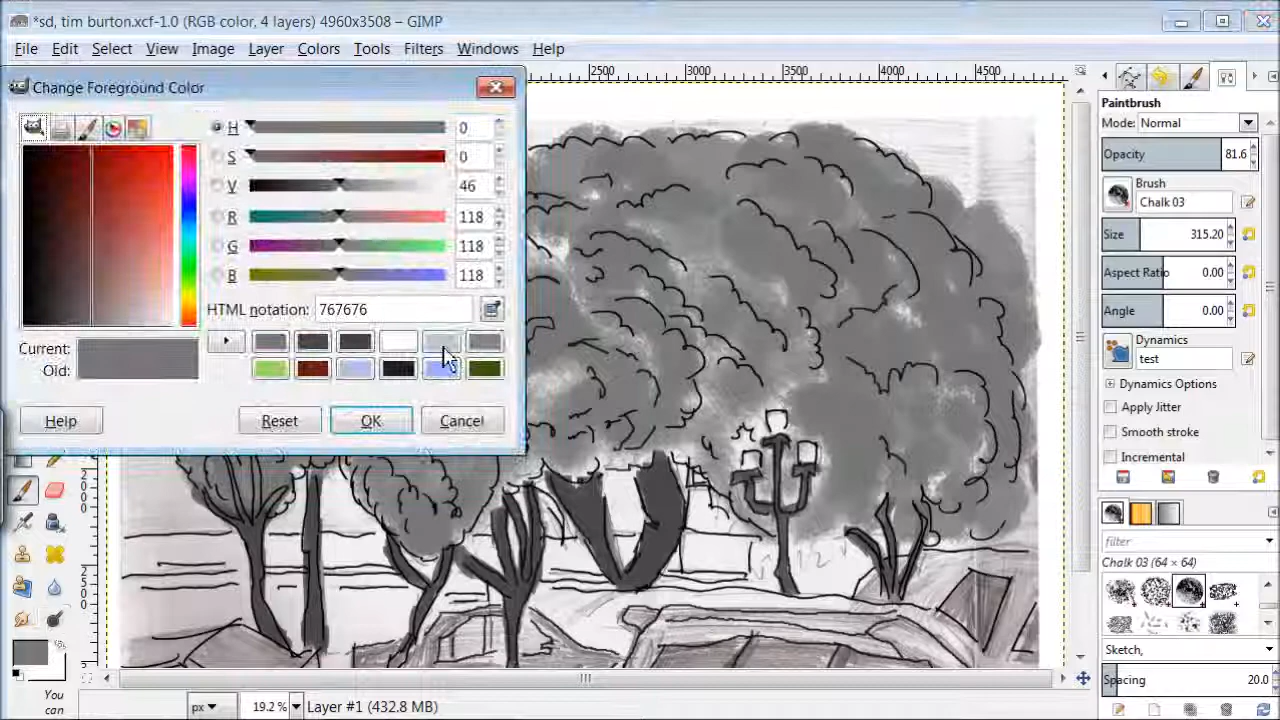 *sd, tim burton.xcf-1.0 (RGB color, 4 layers) 4960x3508 – GIMP
File Edit Select View Image Layer Colors Tools Filters Windows Help
2500 3000 3500 4000 4500
Change Foreground Color
H 0
S 0
V 46
R 118
G 118
B 118
HTML notation: 767676
Current:
Old:
Help Reset OK Cancel
Paintbrush
Mode: Normal
Opacity 81.6
Brush
Chalk 03
Size 315.20
Aspect Ratio 0.00
Angle 0.00
Dynamics
test
Dynamics Options
Apply Jitter
Smooth stroke
Incremental
filter
Chalk 03 (64 × 64)
Sketch,
Spacing 20.0
You
can
px 19.2 % Layer #1 (432.8 MB)